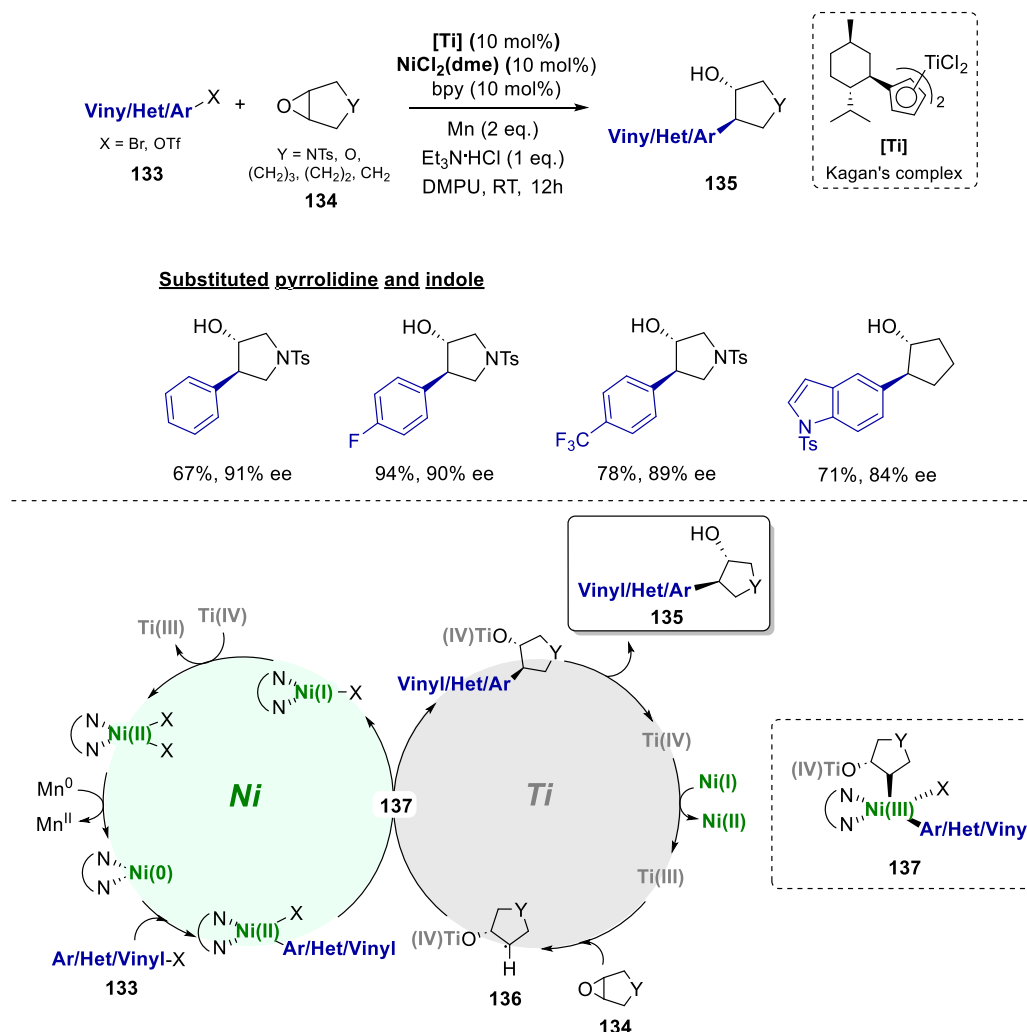 [Ti] (10 mol%)
NiCl2(dme) (10 mol%)
bpy (10 mol%)
Mn (2 eq.)
Et3N·HCl (1 eq.)
DMPU, RT, 12h
Viny/Het/Ar X
X = Br, OTf
133
+
O Y
Y = NTs, O,
(CH2)3, (CH2)2, CH2
134
HO Y
Viny/Het/Ar
135
TiCl2
2
[Ti]
Kagan's complex
Substituted pyrrolidine and indole
HO NTs
67%, 91% ee
HO NTs
F
94%, 90% ee
HO NTs
F3C
78%, 89% ee
HO
N
Ts
71%, 84% ee
HO
Y
Vinyl/Het/Ar
135
Ti(III) Ti(IV)
N Ni(I)–X
N
N Ni(II) X
N X
Mn0
MnII
N Ni(0)
N
Ar/Het/Vinyl-X
133
N Ni(II) X
N Ar/Het/Vinyl
Ni
137
Ti
(IV)TiO Y
Vinyl/Het/Ar
Ti(IV)
Ni(I)
Ni(II)
Ti(III)
O Y
134
(IV)TiO Y
H
136
Y
(IV)TiO
N Ni(III) X
N Ar/Het/Viny
137